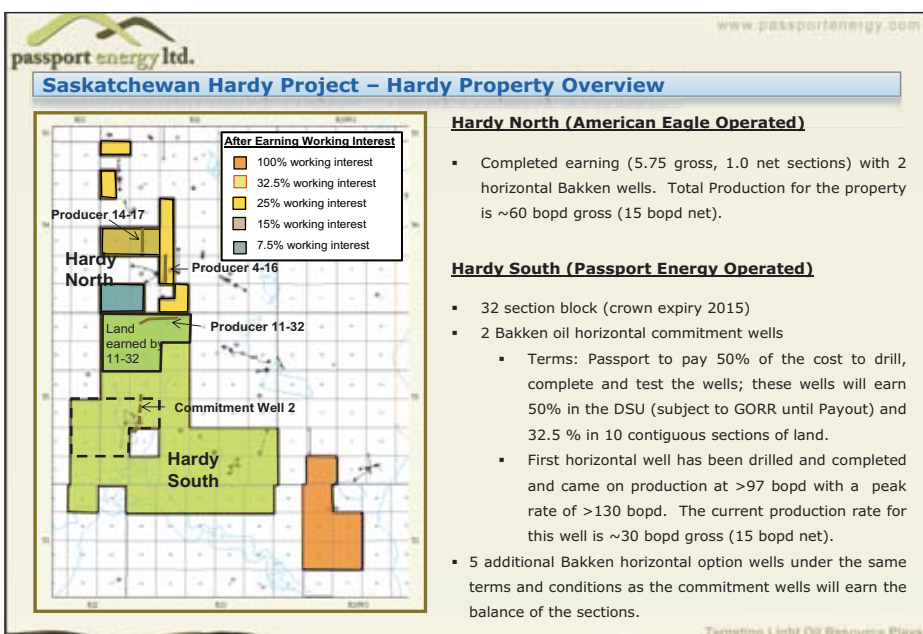 www.passportenergy.com
passport energy ltd.
Saskatchewan Hardy Project – Hardy Property Overview
After Earning Working Interest
100% working interest
32.5% working interest
25% working interest
15% working interest
7.5% working interest
Producer 14-17
Hardy
North
Producer 4-16
Land
earned by
11-32
Producer 11-32
Commitment Well 2
Hardy
South
Hardy North (American Eagle Operated)
▪ Completed earning (5.75 gross, 1.0 net sections) with 2
horizontal Bakken wells. Total Production for the property
is ~60 bopd gross (15 bopd net).
Hardy South (Passport Energy Operated)
▪ 32 section block (crown expiry 2015)
▪ 2 Bakken oil horizontal commitment wells
▪ Terms: Passport to pay 50% of the cost to drill,
complete and test the wells; these wells will earn
50% in the DSU (subject to GORR until Payout) and
32.5 % in 10 contiguous sections of land.
▪ First horizontal well has been drilled and completed
and came on production at >97 bopd with a peak
rate of >130 bopd. The current production rate for
this well is ~30 bopd gross (15 bopd net).
▪ 5 additional Bakken horizontal option wells under the same
terms and conditions as the commitment wells will earn the
balance of the sections.
Targeting Light Oil Resource Plays